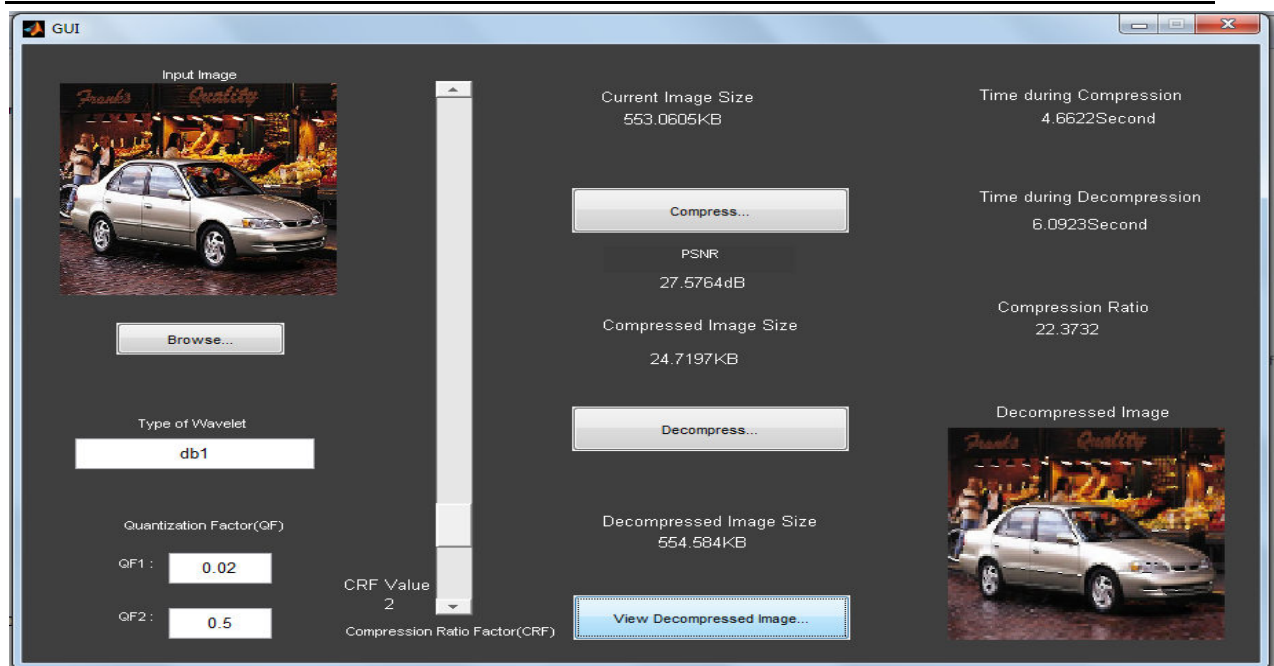 GUI
Input Image
Franks Quality
Browse...
Type of Wavelet
db1
Quantization Factor(QF)
QF1 :
0.02
QF2 :
0.5
CRF Value
2
Compression Ratio Factor(CRF)
Current Image Size
553.0605KB
Compress...
PSNR
27.5764dB
Compressed Image Size
24.7197KB
Decompress...
Decompressed Image Size
554.584KB
View Decompressed Image...
Time during Compression
4.6622Second
Time during Decompression
6.0923Second
Compression Ratio
22.3732
Decompressed Image
Franks Quality